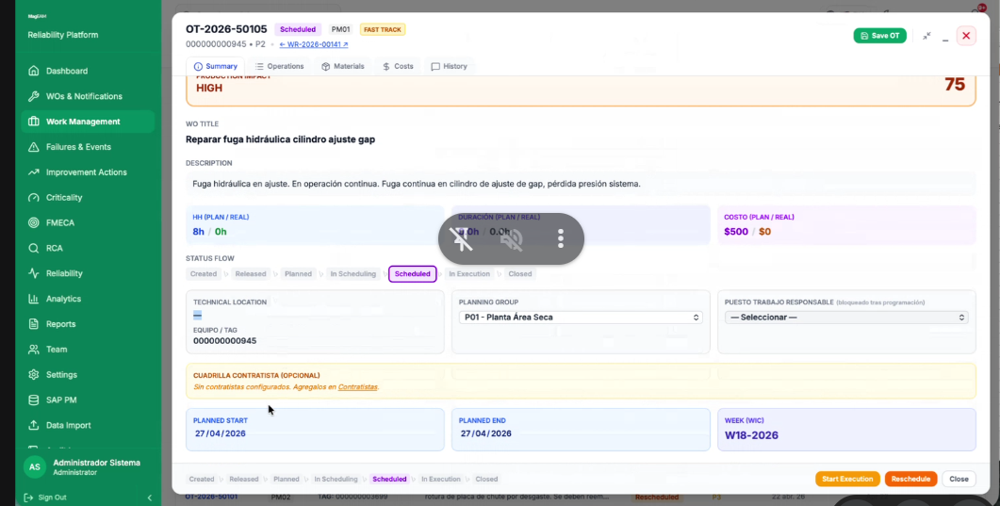 MagEAM
Reliability Platform
Dashboard
WOs & Notifications
Work Management
Failures & Events
Improvement Actions
Criticality
FMECA
RCA
Reliability
Analytics
Reports
Team
Settings
SAP PM
Data Import
AS
Administrador Sistema
Administrator
Sign Out
OT-2026-50105 Scheduled PM01 FAST TRACK
000000000945 • P2 • ← WR-2026-00141 ↗
Save OT
Summary Operations Materials Costs History
PRODUCTION IMPACT
HIGH
75
WO TITLE
Reparar fuga hidráulica cilindro ajuste gap
DESCRIPTION
Fuga hidráulica en ajuste. En operación continua. Fuga continua en cilindro de ajuste de gap, pérdida presión sistema.
HH (PLAN / REAL)
8h / 0h
DURACIÓN (PLAN / REAL)
/ 0.0h
COSTO (PLAN / REAL)
$500 / $0
STATUS FLOW
Created Released Planned In Scheduling Scheduled In Execution Closed
TECHNICAL LOCATION
—
EQUIPO / TAG
000000000945
PLANNING GROUP
P01 - Planta Área Seca
PUESTO TRABAJO RESPONSABLE (bloqueado tras programación)
— Seleccionar —
CUADRILLA CONTRATISTA (OPCIONAL)
Sin contratistas configurados. Agregalos en Contratistas.
PLANNED START
27/04/2026
PLANNED END
27/04/2026
WEEK (WIC)
W18-2026
Created Released Planned In Scheduling Scheduled In Execution Closed
Start Execution Reschedule Close
OT-2026-50101 PM02 TAG: 000000003699 rotura de placa de chute por desgaste. Se deben reem... Rescheduled P3 22 abr. 26